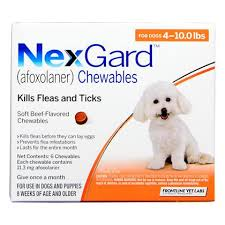 FOR DOGS 4–10.0 lbs
NexGard™
(afoxolaner) Chewables
Kills Fleas and Ticks
Soft Beef-Flavored
Chewables
• Kills fleas before they can lay eggs
• Prevents flea infestations
• Lasts for the entire month
Net Contents: 6 Chewables
Each chewable contains
11.3 mg afoxolaner.
Give once a month
FOR USE IN DOGS AND PUPPIES
8 WEEKS OF AGE AND OLDER
FRONTLINE VET LABS